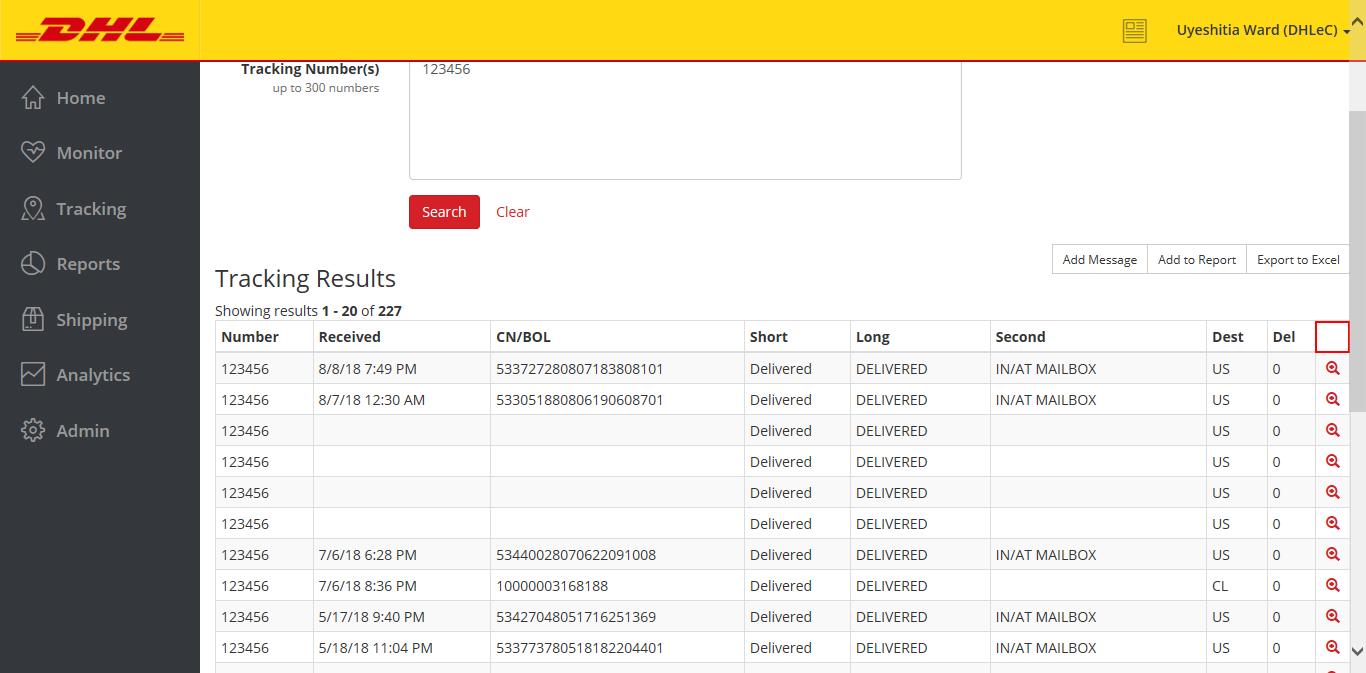 DHL
Uyeshitia Ward (DHLeC)
Home
Monitor
Tracking
Reports
Shipping
Analytics
Admin
Tracking Number(s)
up to 300 numbers
123456
Search Clear
Add Message Add to Report Export to Excel
Tracking Results
Showing results 1 - 20 of 227
Number Received CN/BOL Short Long Second Dest Del
123456 8/8/18 7:49 PM 533727280807183808101 Delivered DELIVERED IN/AT MAILBOX US 0
123456 8/7/18 12:30 AM 533051880806190608701 Delivered DELIVERED IN/AT MAILBOX US 0
123456 Delivered DELIVERED US 0
123456 Delivered DELIVERED US 0
123456 Delivered DELIVERED US 0
123456 Delivered DELIVERED US 0
123456 7/6/18 6:28 PM 53440028070622091008 Delivered DELIVERED IN/AT MAILBOX US 0
123456 7/6/18 8:36 PM 10000003168188 Delivered DELIVERED CL 0
123456 5/17/18 9:40 PM 53427048051716251369 Delivered DELIVERED IN/AT MAILBOX US 0
123456 5/18/18 11:04 PM 533773780518182204401 Delivered DELIVERED IN/AT MAILBOX US 0